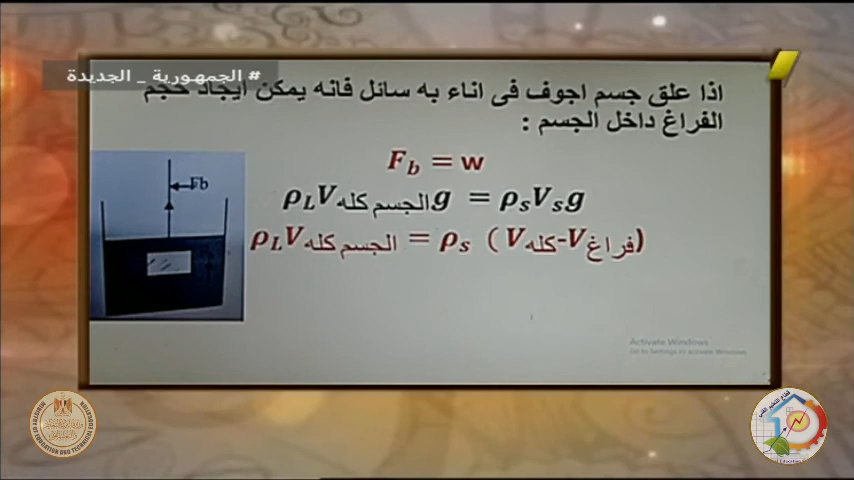 # الجمهورية _ الجديدة
اذا علق جسم اجوف فى اناء به سائل فانه يمكن ايجاد حجم
الفراغ داخل الجسم :
F_b = w
ρ_L V_الجسم كله g = ρ_s V_s g
ρ_L V_الجسم كله = ρ_s (V_كله - V_فراغ)
Fb
Activate Windows
Go to Settings to activate Windows.